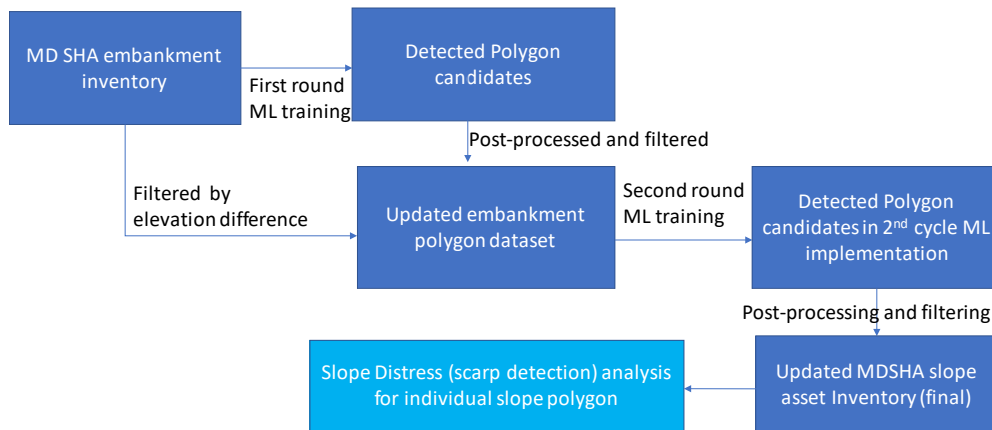 MD SHA embankment
inventory
First round
ML training
Detected Polygon
candidates
Post-processed and filtered
Filtered by
elevation difference
Updated embankment
polygon dataset
Second round
ML training
Detected Polygon
candidates in 2nd cycle ML
implementation
Post-processing and filtering
Updated MDSHA slope
asset Inventory (final)
Slope Distress (scarp detection) analysis
for individual slope polygon